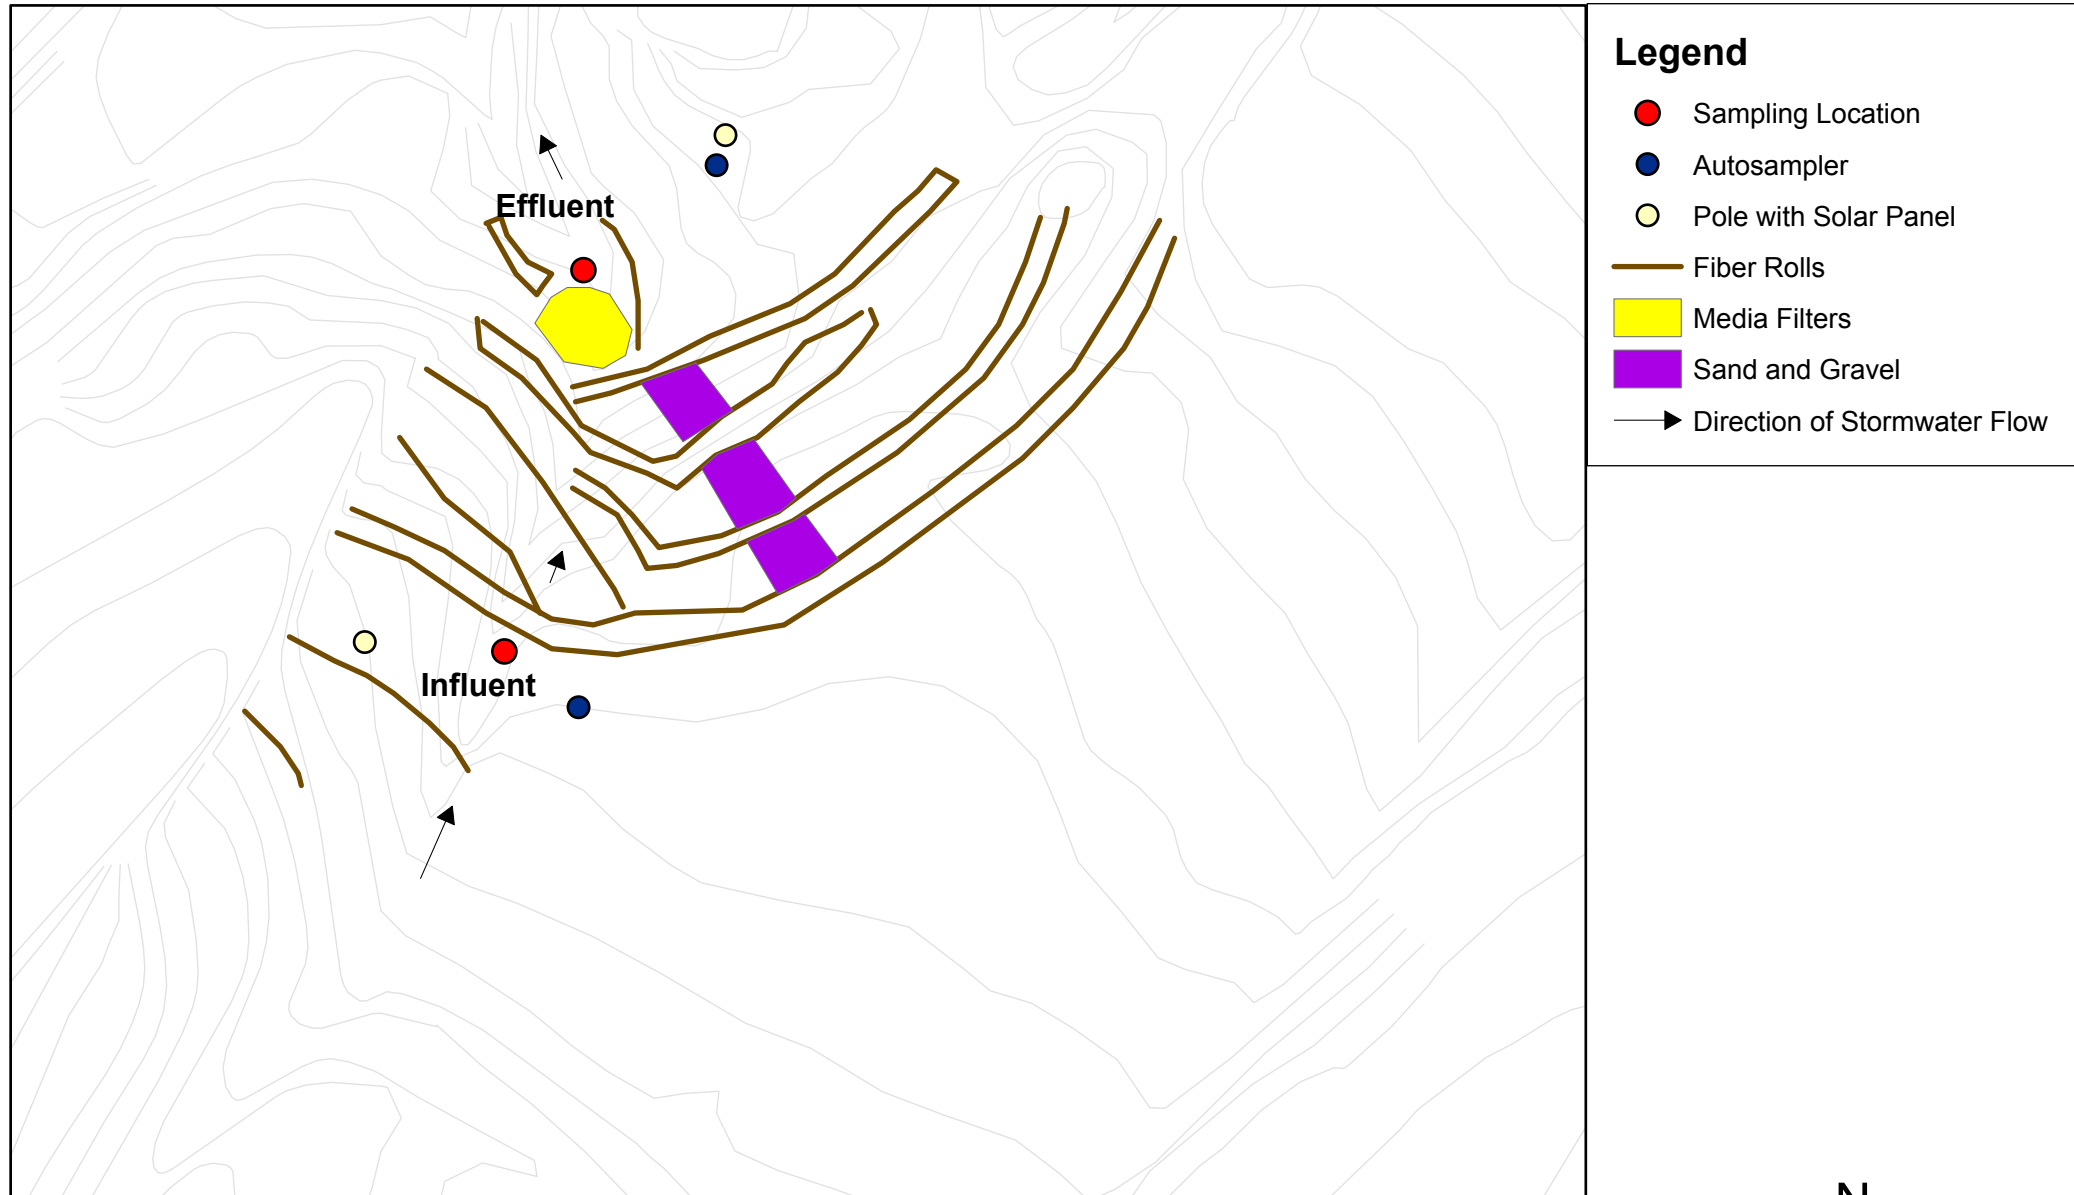 Effluent
Influent
Legend
Sampling Location
Autosampler
Pole with Solar Panel
Fiber Rolls
Media Filters
Sand and Gravel
Direction of Stormwater Flow
N